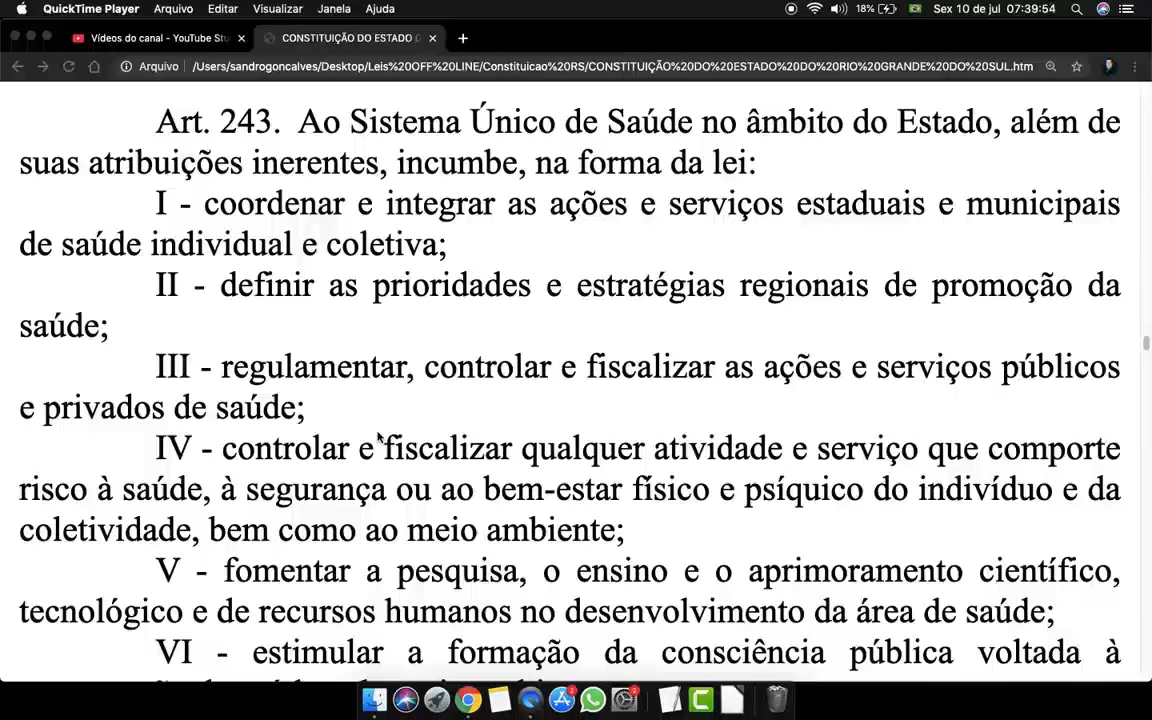 QuickTime Player Arquivo Editar Visualizar Janela Ajuda 18% Sex 10 de jul 07:39:54
Vídeos do canal - YouTube Stu × CONSTITUIÇÃO DO ESTADO × +
Arquivo | /Users/sandrogoncalves/Desktop/Leis%20OFF%20LINE/Constituicao%20RS/CONSTITUIÇÃO%20DO%20ESTADO%20DO%20RIO%20GRANDE%20DO%20SUL.htm
Art. 243. Ao Sistema Único de Saúde no âmbito do Estado, além de
suas atribuições inerentes, incumbe, na forma da lei:
I - coordenar e integrar as ações e serviços estaduais e municipais
de saúde individual e coletiva;
II - definir as prioridades e estratégias regionais de promoção da
saúde;
III - regulamentar, controlar e fiscalizar as ações e serviços públicos
e privados de saúde;
IV - controlar e fiscalizar qualquer atividade e serviço que comporte
risco à saúde, à segurança ou ao bem-estar físico e psíquico do indivíduo e da
coletividade, bem como ao meio ambiente;
V - fomentar a pesquisa, o ensino e o aprimoramento científico,
tecnológico e de recursos humanos no desenvolvimento da área de saúde;
VI - estimular a formação da consciência pública voltada à